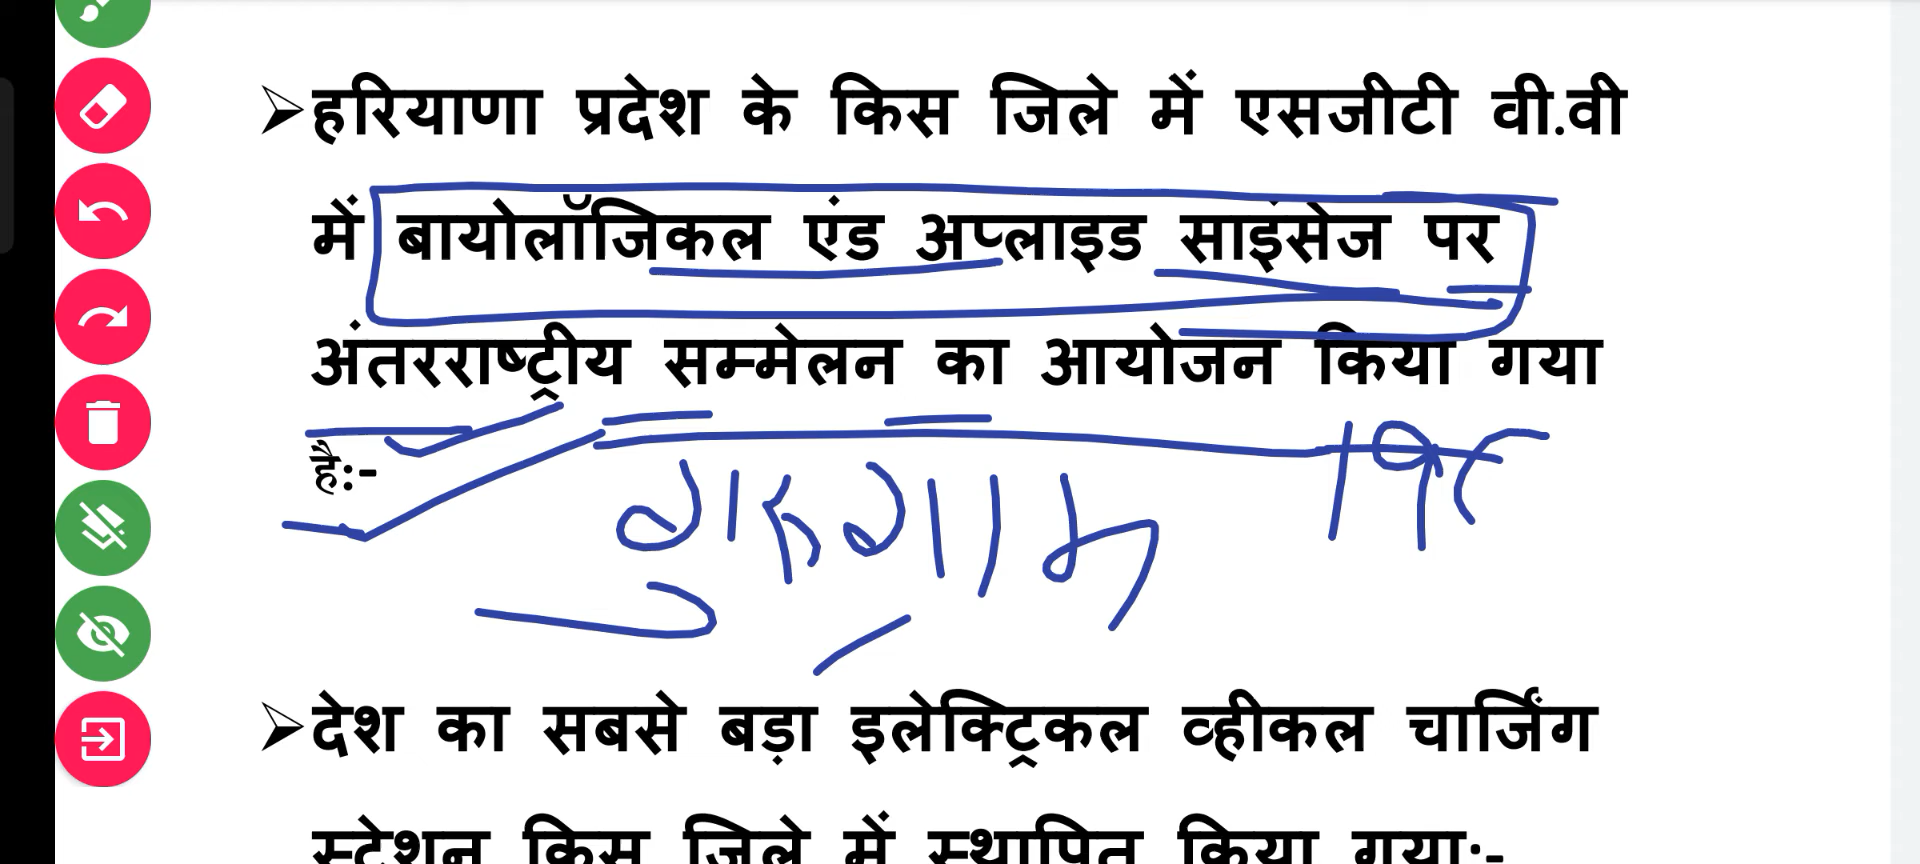 हरियाणा प्रदेश के किस जिले में एसजीटी वी.वी
में बायोलॉजिकल एंड अप्लाइड साइंसेज पर
अंतरराष्ट्रीय सम्मेलन का आयोजन किया गया
है:-
देश का सबसे बड़ा इलेक्ट्रिकल व्हीकल चार्जिंग
स्टेशन किस जिले में स्थापित किया गया:-